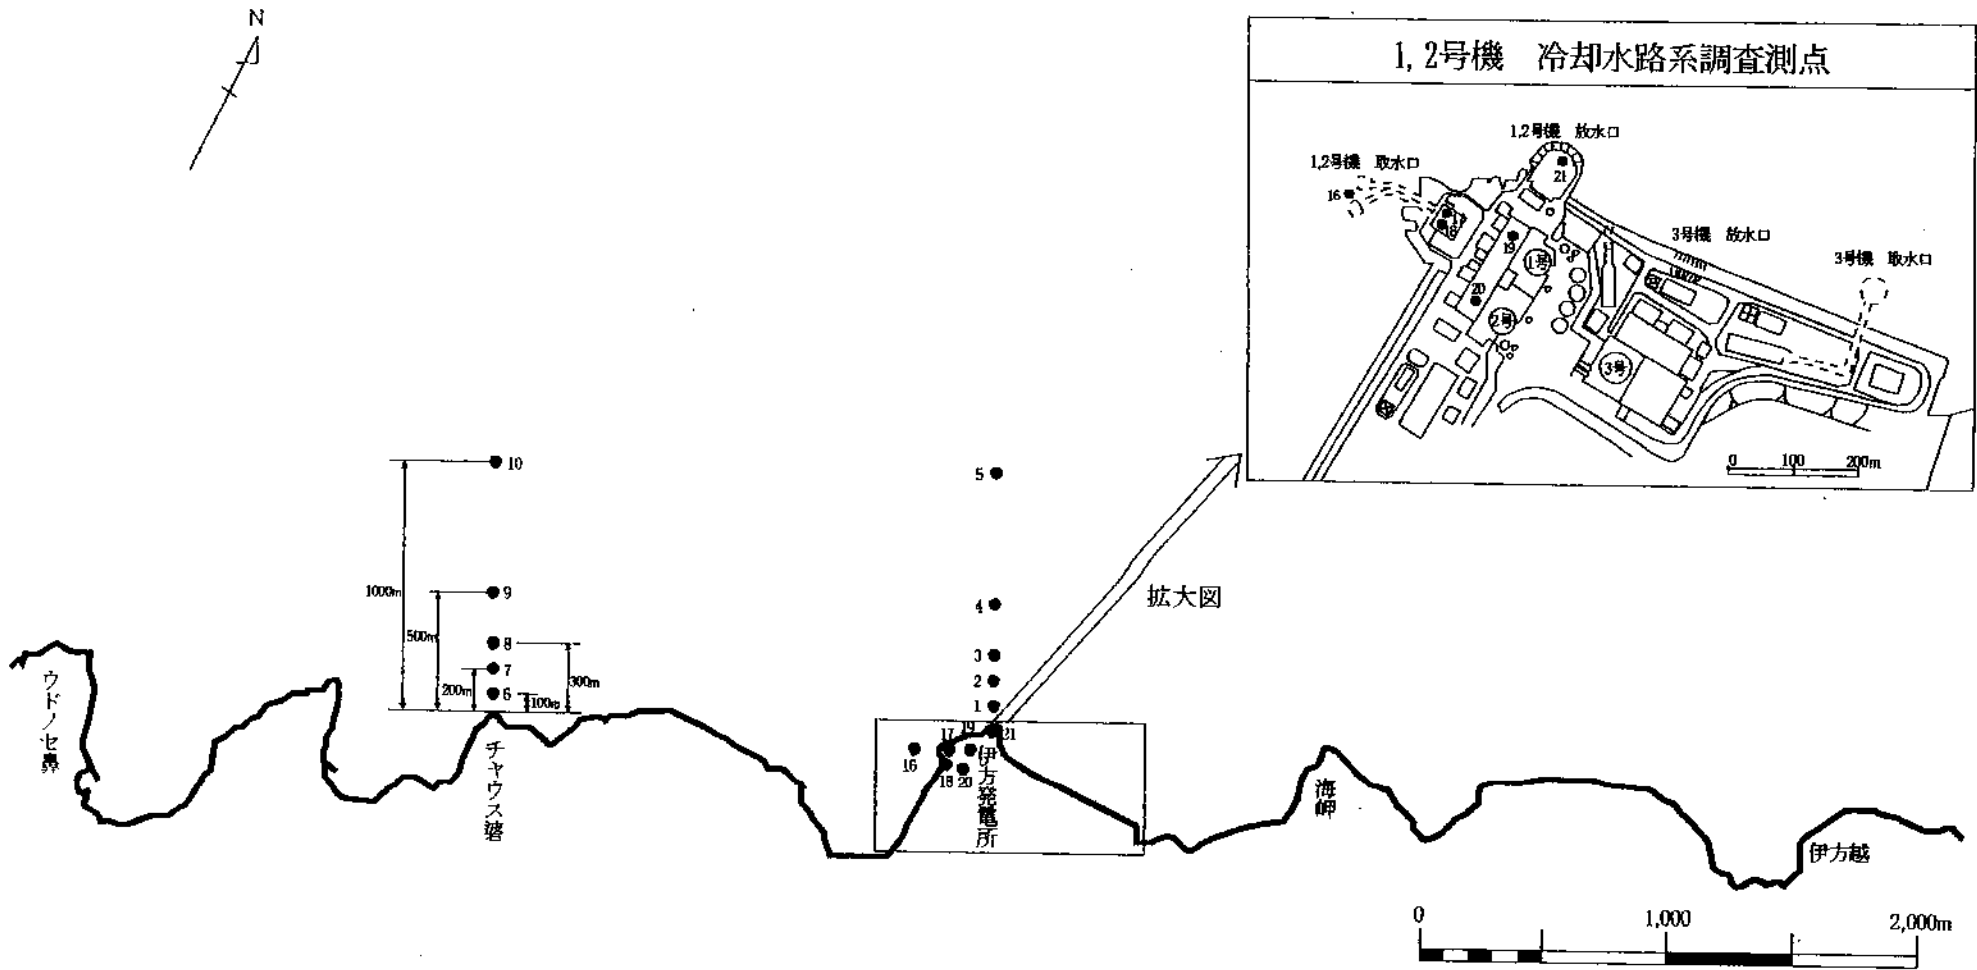 N
1,2号機 冷却水路系調査測点
1,2号機 放水口
1,2号機 取水口
21
16
17
18
19
3号機 放水口
3号機 取水口
1号
20
2号
3号
0 100 200m
10
5
1000m
9
4
500m
拡大図
8
3
7
200m
300m
2
6
100m
1
ウドノセ鼻
チャウス礎
16
17
19
21
18
20
伊方発電所
海岬
伊方越
0 1,000 2,000m